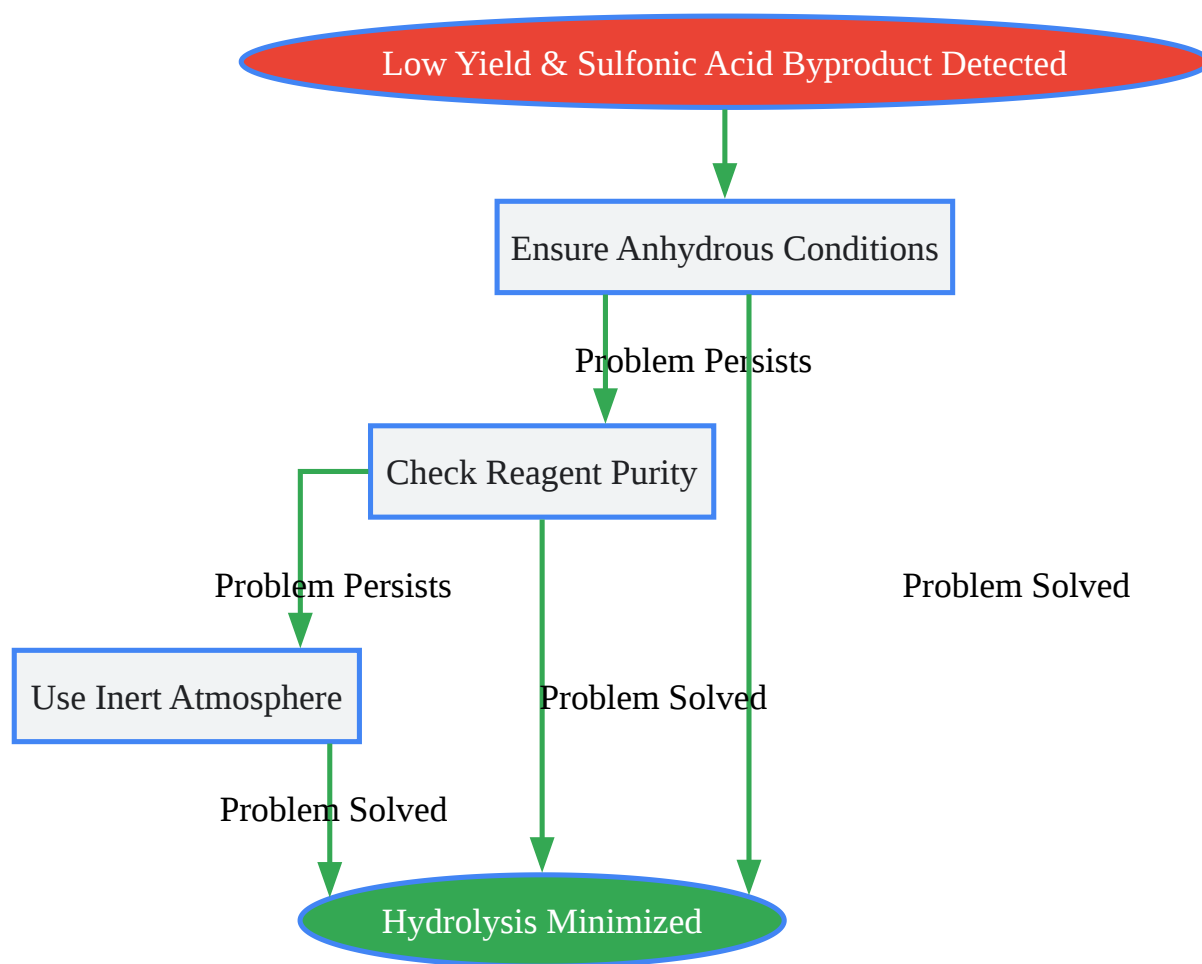 Low Yield & Sulfonic Acid Byproduct Detected
Ensure Anhydrous Conditions
Problem Persists
Check Reagent Purity
Problem Persists
Problem Solved
Use Inert Atmosphere
Problem Solved
Problem Solved
Hydrolysis Minimized